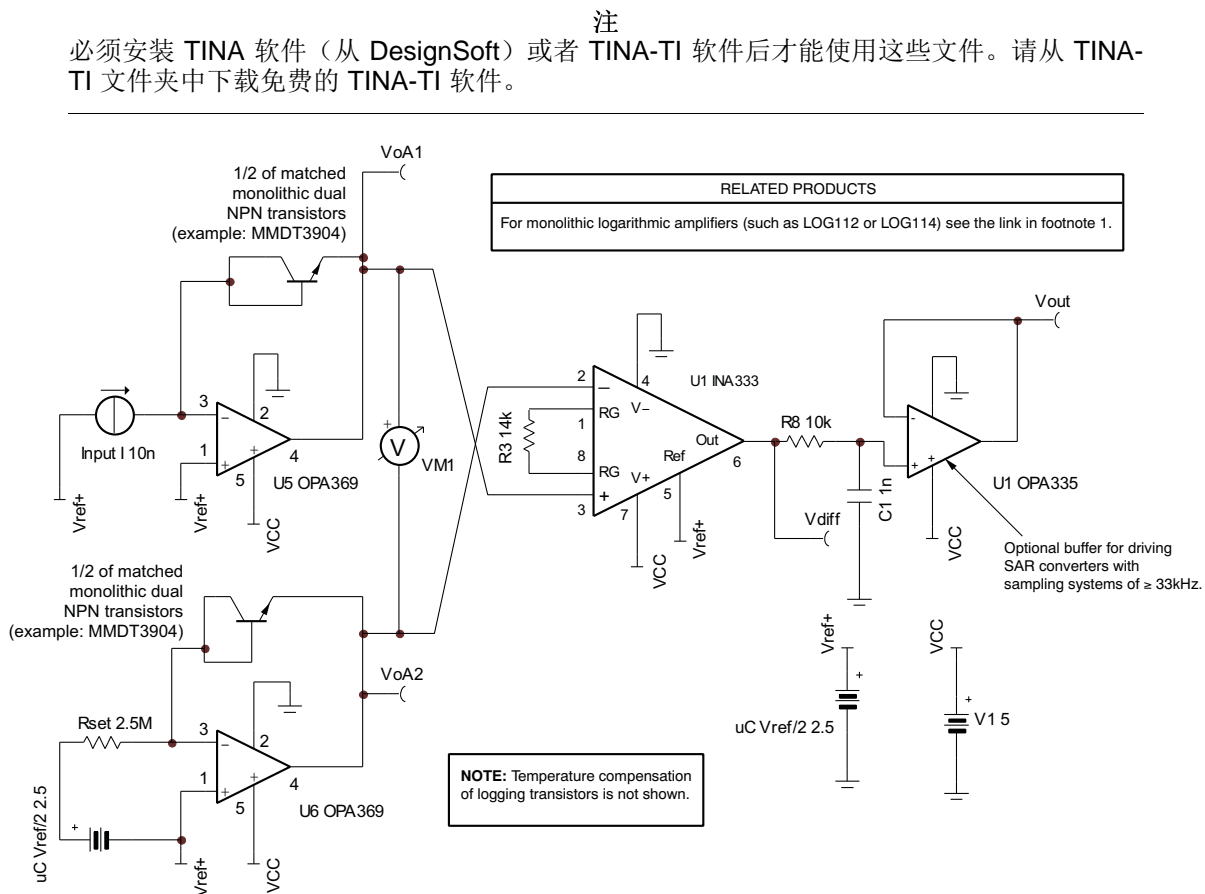 注
必须安装 TINA 软件（从 DesignSoft）或者 TINA-TI 软件后才能使用这些文件。请从 TINA-
TI 文件夹中下载免费的 TINA-TI 软件。
VoA1
1/2 of matched
monolithic dual
NPN transistors
(example: MMDT3904)
RELATED PRODUCTS
For monolithic logarithmic amplifiers (such as LOG112 or LOG114) see the link in footnote 1.
Input I 10n
Vref+
3
−
2
1
+
+
5
4
Vref+
VCC
U5 OPA369
+
V
VM1
2
−
4
U1 INA333
RG
V−
1
R3 14k
8
RG
Out
6
Ref
V+
5
+
3
7
VCC
Vref+
R8 10k
C1 1n
Vdiff
Vout
-
+
+
U1 OPA335
VCC
Optional buffer for driving
SAR converters with
sampling systems of ≥ 33kHz.
1/2 of matched
monolithic dual
NPN transistors
(example: MMDT3904)
VoA2
Rset 2.5M
3
−
2
1
+
+
5
4
U6 OPA369
uC Vref/2 2.5
+
Vref+
VCC
NOTE: Temperature compensation
of logging transistors is not shown.
Vref+
+
uC Vref/2 2.5
VCC
+
V1 5